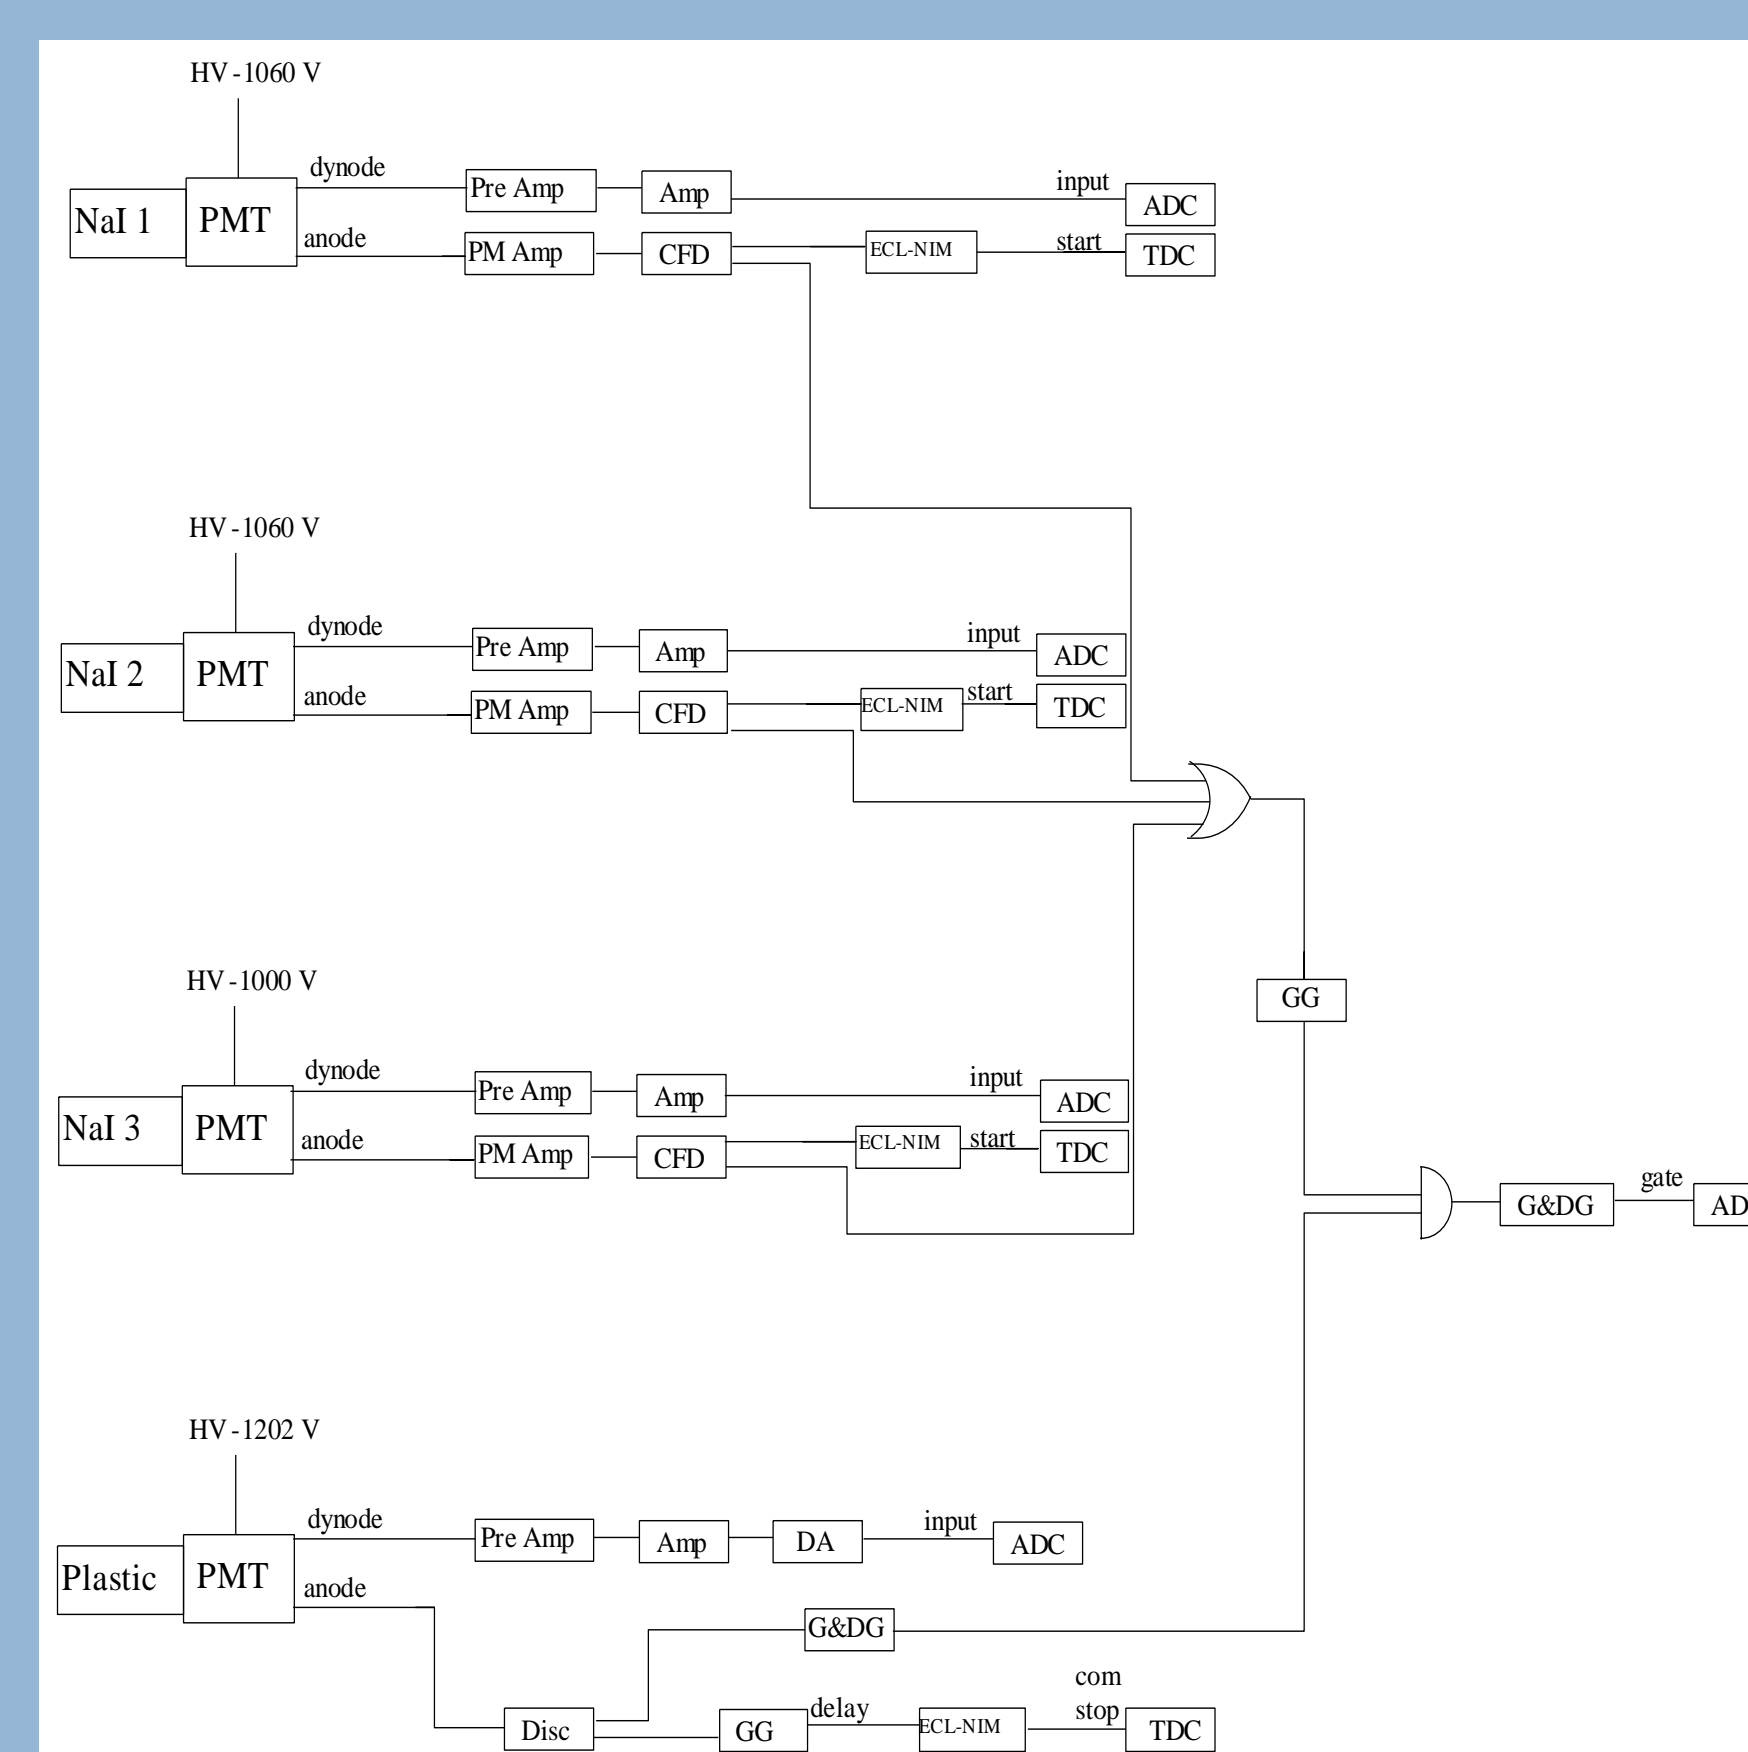 HV -1060 V
dynode
Pre Amp
Amp
input
ADC
NaI 1
PMT
anode
PM Amp
CFD
ECL-NIM
start
TDC
HV -1060 V
dynode
Pre Amp
Amp
input
ADC
NaI 2
PMT
anode
PM Amp
CFD
ECL-NIM
start
TDC
HV -1000 V
GG
dynode
Pre Amp
Amp
input
ADC
NaI 3
PMT
anode
PM Amp
CFD
ECL-NIM
start
TDC
G&DG
gate
AD
HV -1202 V
dynode
Pre Amp
Amp
DA
input
ADC
Plastic
PMT
anode
G&DG
Disc
GG
delay
ECL-NIM
com
stop
TDC